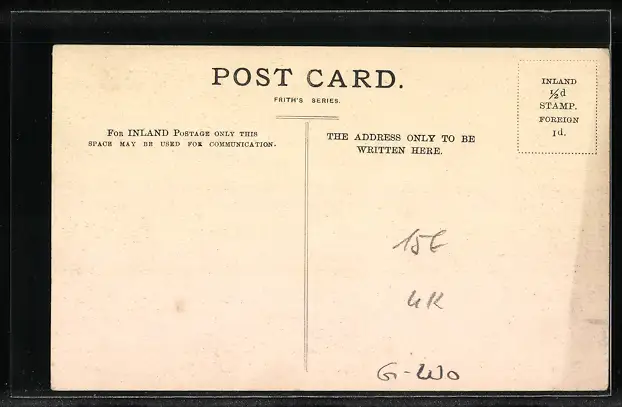 POST CARD.
FRITH'S SERIES.
FOR INLAND POSTAGE ONLY THIS
SPACE MAY BE USED FOR COMMUNICATION.
THE ADDRESS ONLY TO BE
WRITTEN HERE.
INLAND
½d
STAMP.
FOREIGN
1d.
15€
UK
G-WO